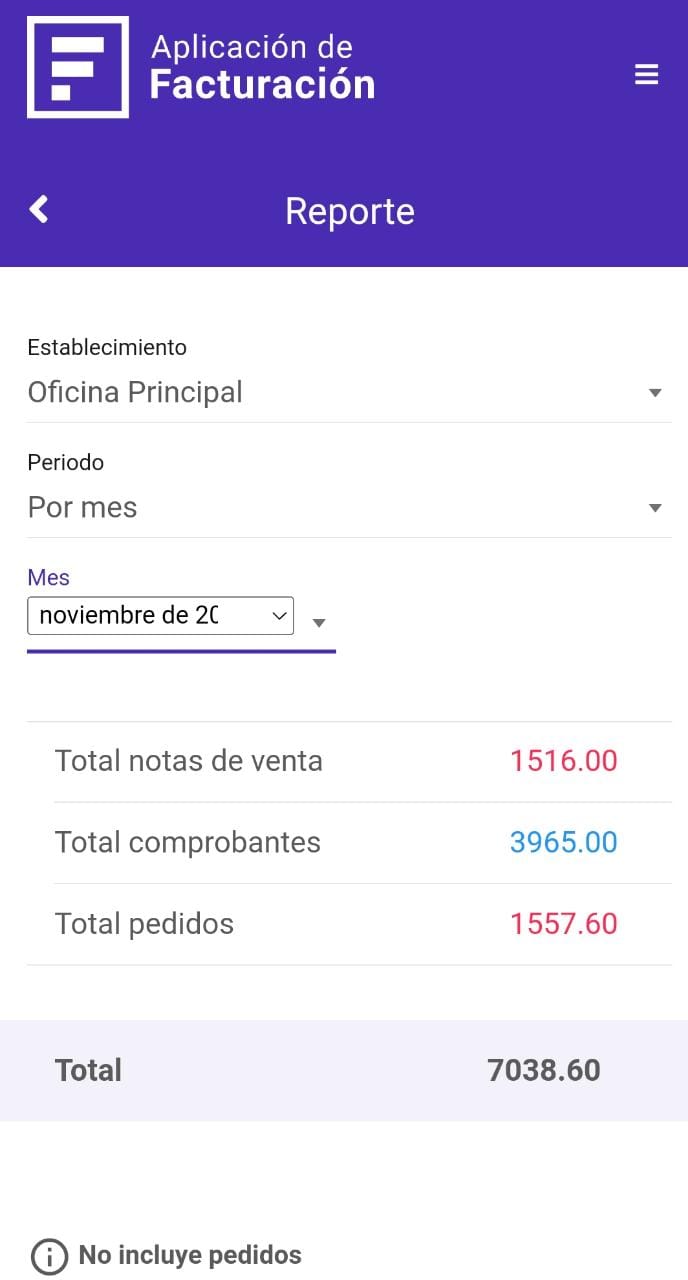 Aplicación de
Facturación
Reporte
Establecimiento
Oficina Principal
Periodo
Por mes
Mes
noviembre de 20
Total notas de venta 1516.00
Total comprobantes 3965.00
Total pedidos 1557.60
Total 7038.60
No incluye pedidos